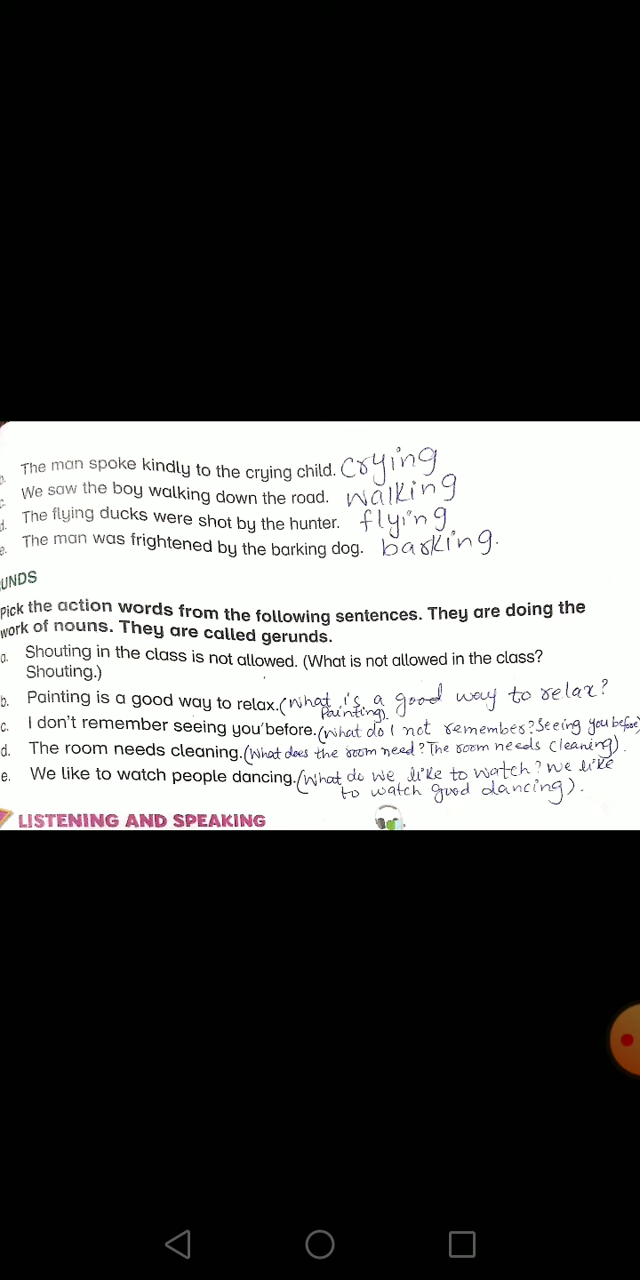 The man spoke kindly to the crying child. Crying
We saw the boy walking down the road. walking
d. The flying ducks were shot by the hunter. flying
e. The man was frightened by the barking dog. barking.
UNDS
Pick the action words from the following sentences. They are doing the
work of nouns. They are called gerunds.
a. Shouting in the class is not allowed. (What is not allowed in the class?
Shouting.)
b. Painting is a good way to relax. (What is a good way to relax?
Painting).
c. I don't remember seeing you before. (What do I not remember? Seeing you before)
d. The room needs cleaning. (What does the room need? The room needs cleaning).
e. We like to watch people dancing. (What do we like to watch? We like
to watch good dancing).
LISTENING AND SPEAKING